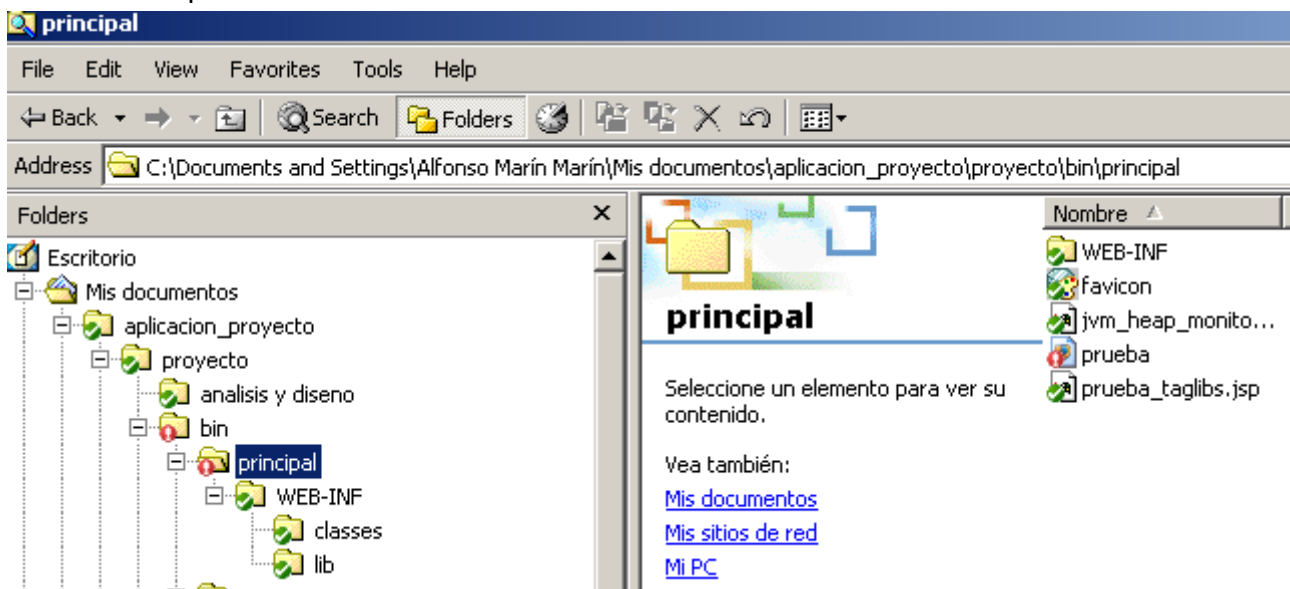 principal
File Edit View Favorites Tools Help
Back Search Folders
Address C:\Documents and Settings\Alfonso Marín Marín\Mis documentos\aplicacion_proyecto\proyecto\bin\principal
Folders
Escritorio
Mis documentos
aplicacion_proyecto
proyecto
analisis y diseno
bin
principal
WEB-INF
classes
lib
principal
Seleccione un elemento para ver su
contenido.
Vea también:
Mis documentos
Mis sitios de red
Mi PC
Nombre
WEB-INF
favicon
jvm_heap_monito...
prueba
prueba_taglibs.jsp